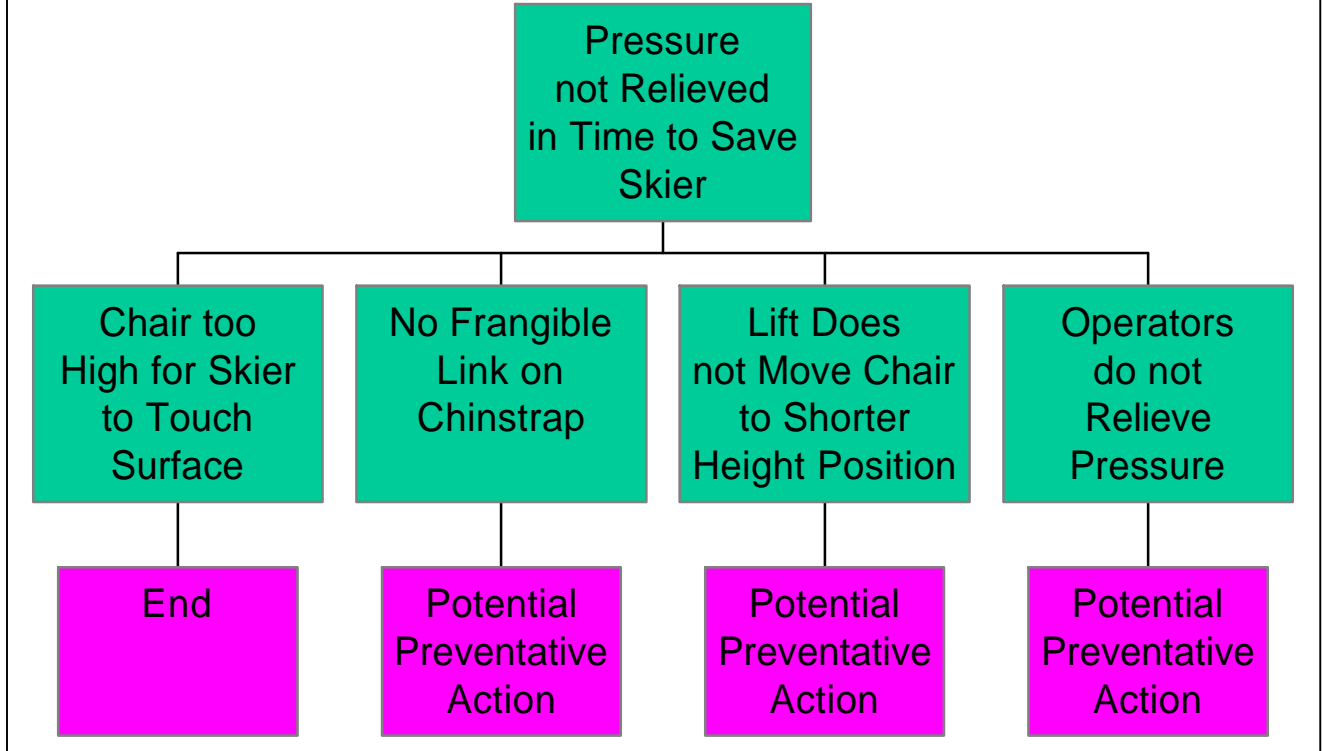 Pressure
not Relieved
in Time to Save
Skier
Chair too
High for Skier
to Touch
Surface
No Frangible
Link on
Chinstrap
Lift Does
not Move Chair
to Shorter
Height Position
Operators
do not
Relieve
Pressure
End
Potential
Preventative
Action
Potential
Preventative
Action
Potential
Preventative
Action